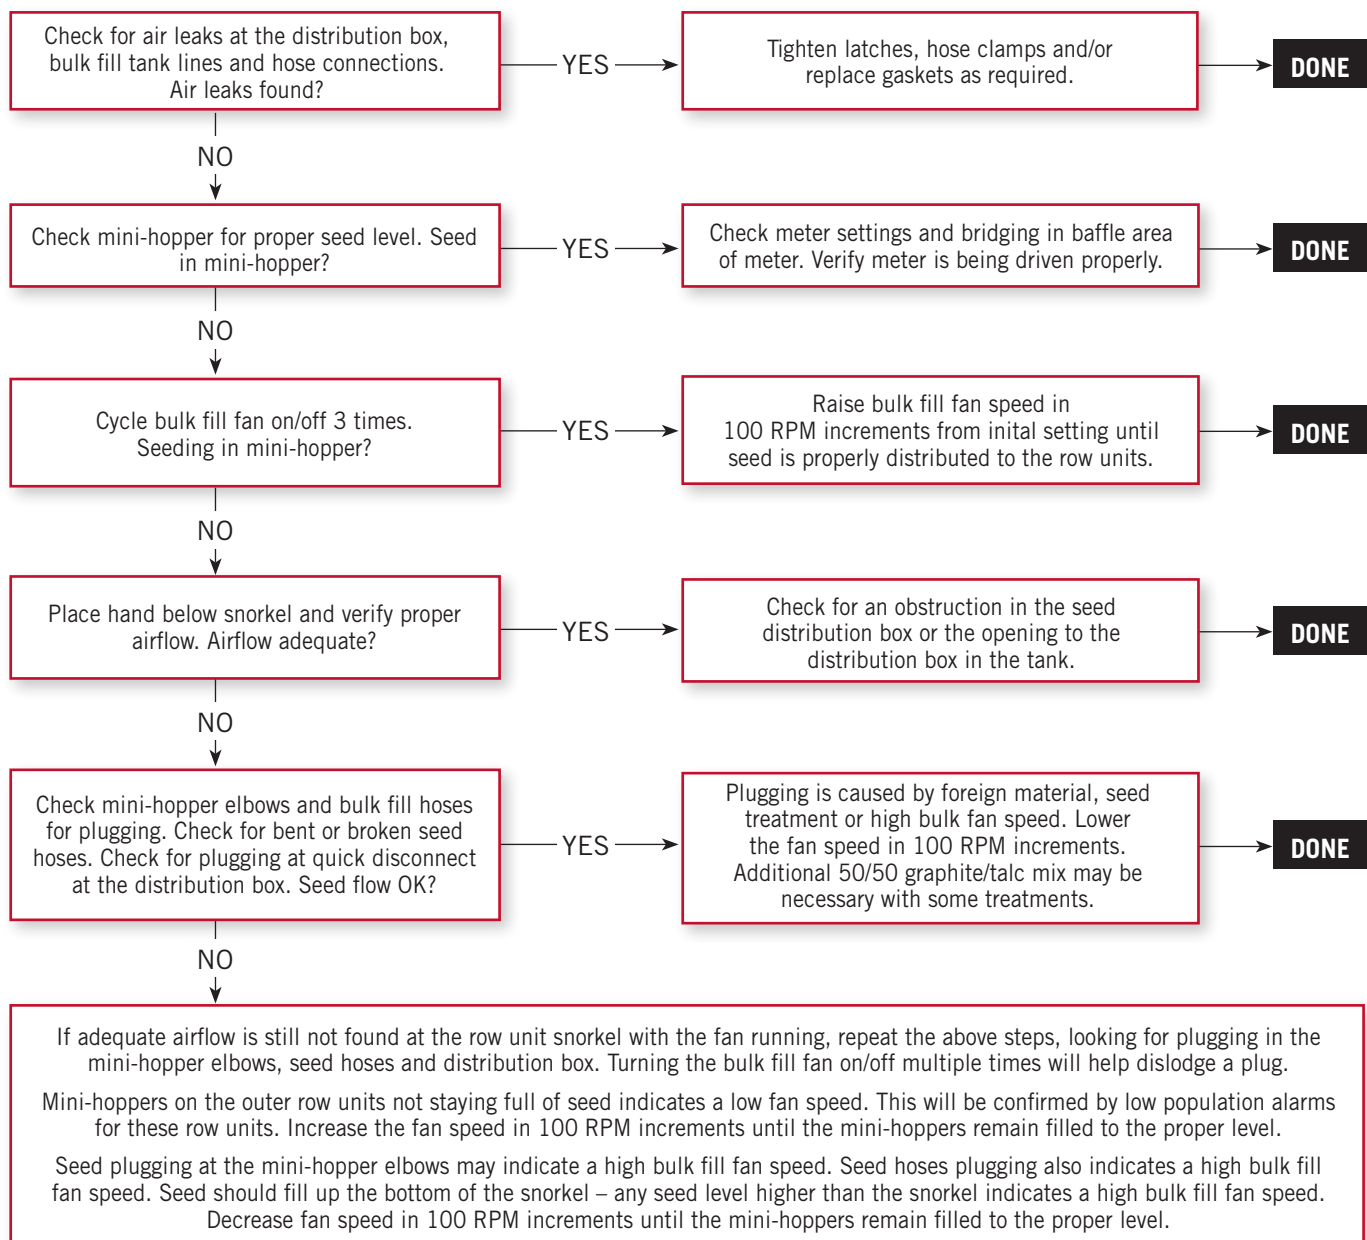 Check for air leaks at the distribution box,
bulk fill tank lines and hose connections.
Air leaks found?
YES
Tighten latches, hose clamps and/or
replace gaskets as required.
DONE
NO
Check mini-hopper for proper seed level. Seed
in mini-hopper?
YES
Check meter settings and bridging in baffle area
of meter. Verify meter is being driven properly.
DONE
NO
Cycle bulk fill fan on/off 3 times.
Seeding in mini-hopper?
YES
Raise bulk fill fan speed in
100 RPM increments from inital setting until
seed is properly distributed to the row units.
DONE
NO
Place hand below snorkel and verify proper
airflow. Airflow adequate?
YES
Check for an obstruction in the seed
distribution box or the opening to the
distribution box in the tank.
DONE
NO
Check mini-hopper elbows and bulk fill hoses
for plugging. Check for bent or broken seed
hoses. Check for plugging at quick disconnect
at the distribution box. Seed flow OK?
YES
Plugging is caused by foreign material, seed
treatment or high bulk fan speed. Lower
the fan speed in 100 RPM increments.
Additional 50/50 graphite/talc mix may be
necessary with some treatments.
DONE
NO
If adequate airflow is still not found at the row unit snorkel with the fan running, repeat the above steps, looking for plugging in the
mini-hopper elbows, seed hoses and distribution box. Turning the bulk fill fan on/off multiple times will help dislodge a plug.
Mini-hoppers on the outer row units not staying full of seed indicates a low fan speed. This will be confirmed by low population alarms
for these row units. Increase the fan speed in 100 RPM increments until the mini-hoppers remain filled to the proper level.
Seed plugging at the mini-hopper elbows may indicate a high bulk fill fan speed. Seed hoses plugging also indicates a high bulk fill
fan speed. Seed should fill up the bottom of the snorkel – any seed level higher than the snorkel indicates a high bulk fill fan speed.
Decrease fan speed in 100 RPM increments until the mini-hoppers remain filled to the proper level.